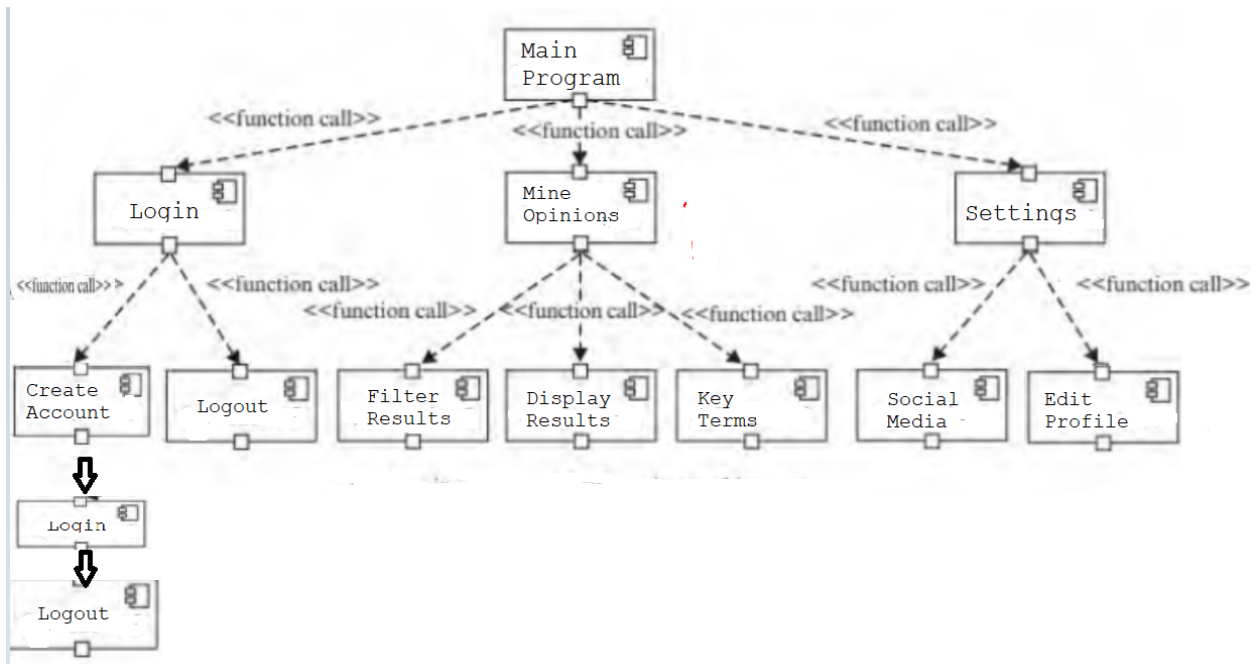 Main
Program
<<function call>>
<<function call>>
<<function call>>
Login
Mine
Opinions
Settings
<<function call>> >
<<function call>>
<<function call>>
<<function call>>
<<function call>>
<<function call>>
<<function call>>
Create
Account
Logout
Filter
Results
Display
Results
Key
Terms
Social
Media
Edit
Profile
Login
Logout